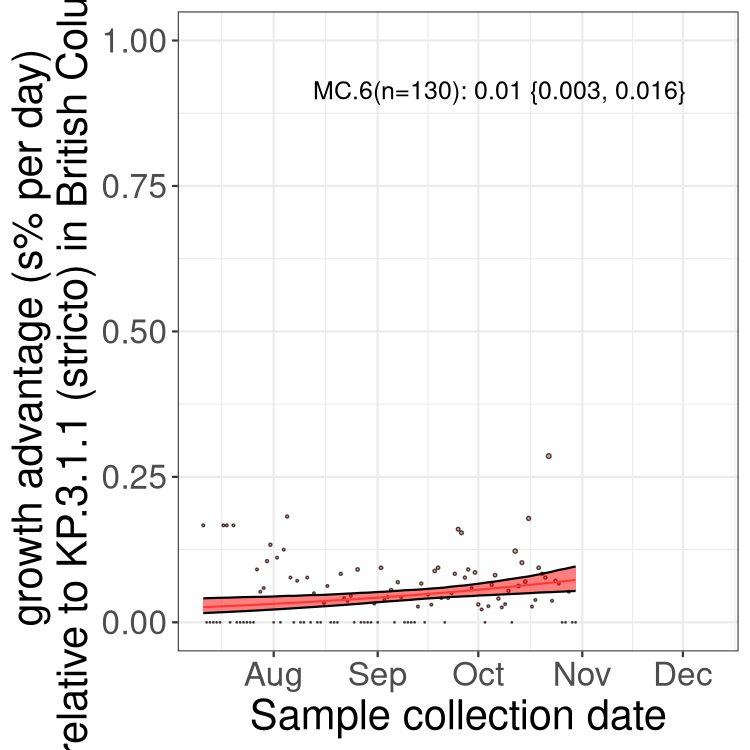 growth advantage (s% per day)
relative to KP.3.1.1 (stricto) in British Colu
1.00
0.75
0.50
0.25
0.00
MC.6(n=130): 0.01 {0.003, 0.016}
Aug Sep Oct Nov Dec
Sample collection date